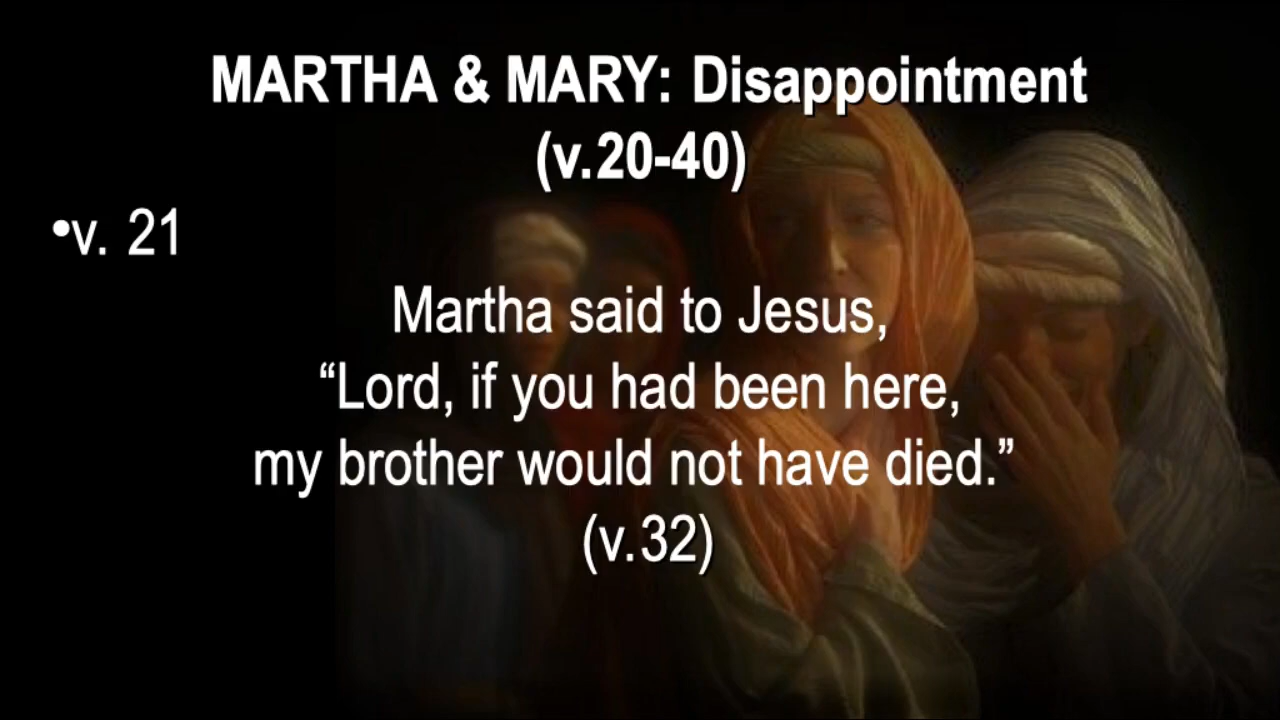 MARTHA & MARY: Disappointment
(v.20-40)
•v. 21
Martha said to Jesus,
“Lord, if you had been here,
my brother would not have died.”
(v.32)